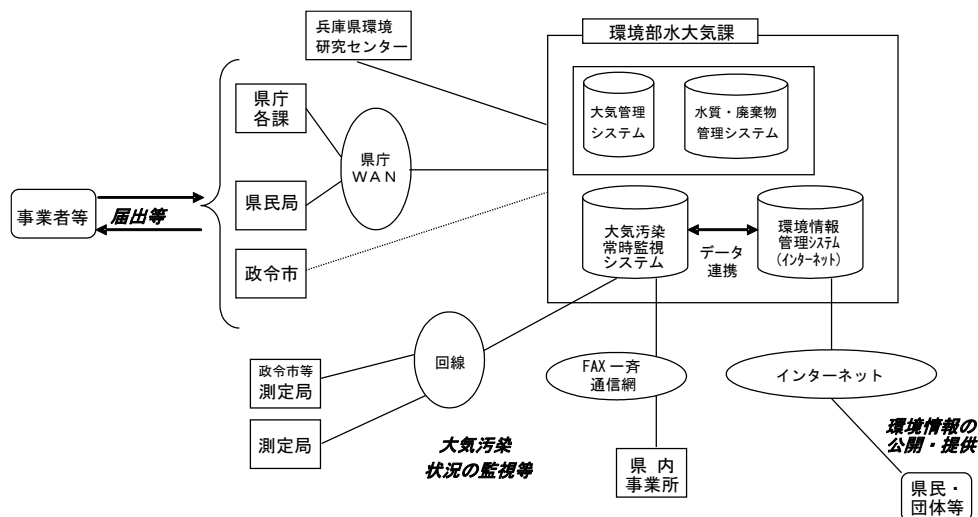 兵庫県環境
研究センター
環境部水大気課
県庁
各課
大気管理
システム
水質・廃棄物
管理システム
県庁
WAN
事業者等
届出等
県民局
政令市
大気汚染
常時監視
システム
データ
連携
環境情報
管理システム
(インターネット)
政令市等
測定局
回線
FAX一斉
通信網
インターネット
測定局
大気汚染
状況の監視等
県内
事業所
環境情報の
公開・提供
県民・
団体等